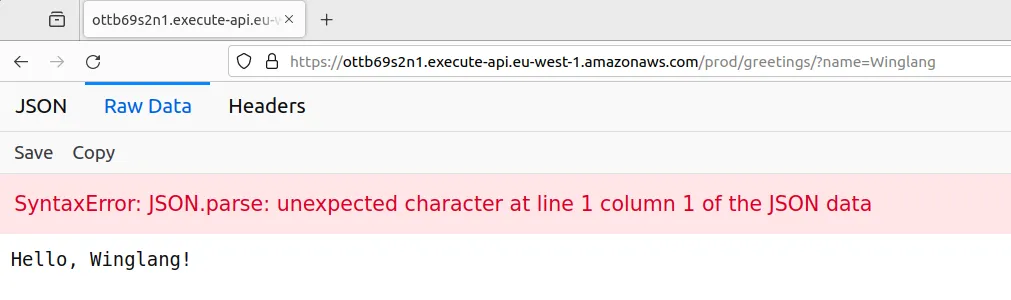 ottb69s2n1.execute-api.eu-w
https://ottb69s2n1.execute-api.eu-west-1.amazonaws.com/prod/greetings/?name=Winglang
JSON Raw Data Headers
Save Copy
SyntaxError: JSON.parse: unexpected character at line 1 column 1 of the JSON data
Hello, Winglang!